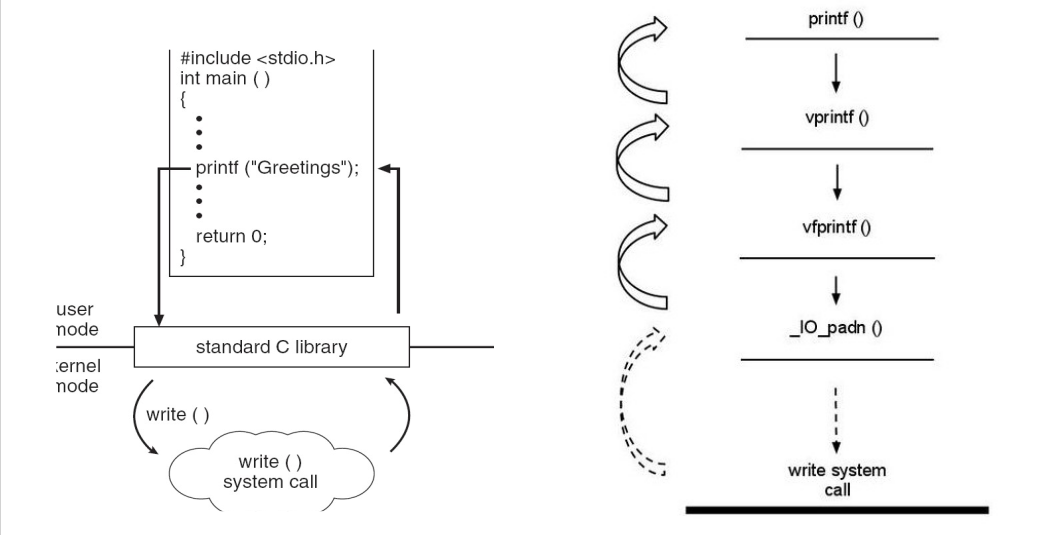 #include <stdio.h>
int main ( )
{
printf ("Greetings");
return 0;
}
user
mode
standard C library
kernel
mode
write ( )
write ( )
system call
printf ()
vprintf ()
vfprintf ()
_IO_padn ()
write system
call